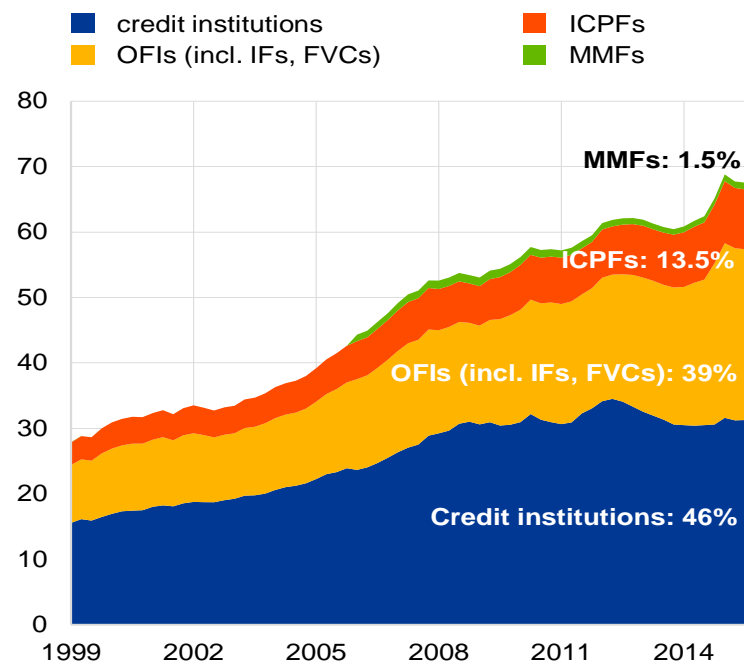 credit institutions
ICPFs
OFIs (incl. IFs, FVCs)
MMFs
80
70
MMFs: 1.5%
60
ICPFs: 13.5%
50
40
OFIs (incl. IFs, FVCs): 39%
30
20
Credit institutions: 46%
10
0
1999
2002
2005
2008
2011
2014